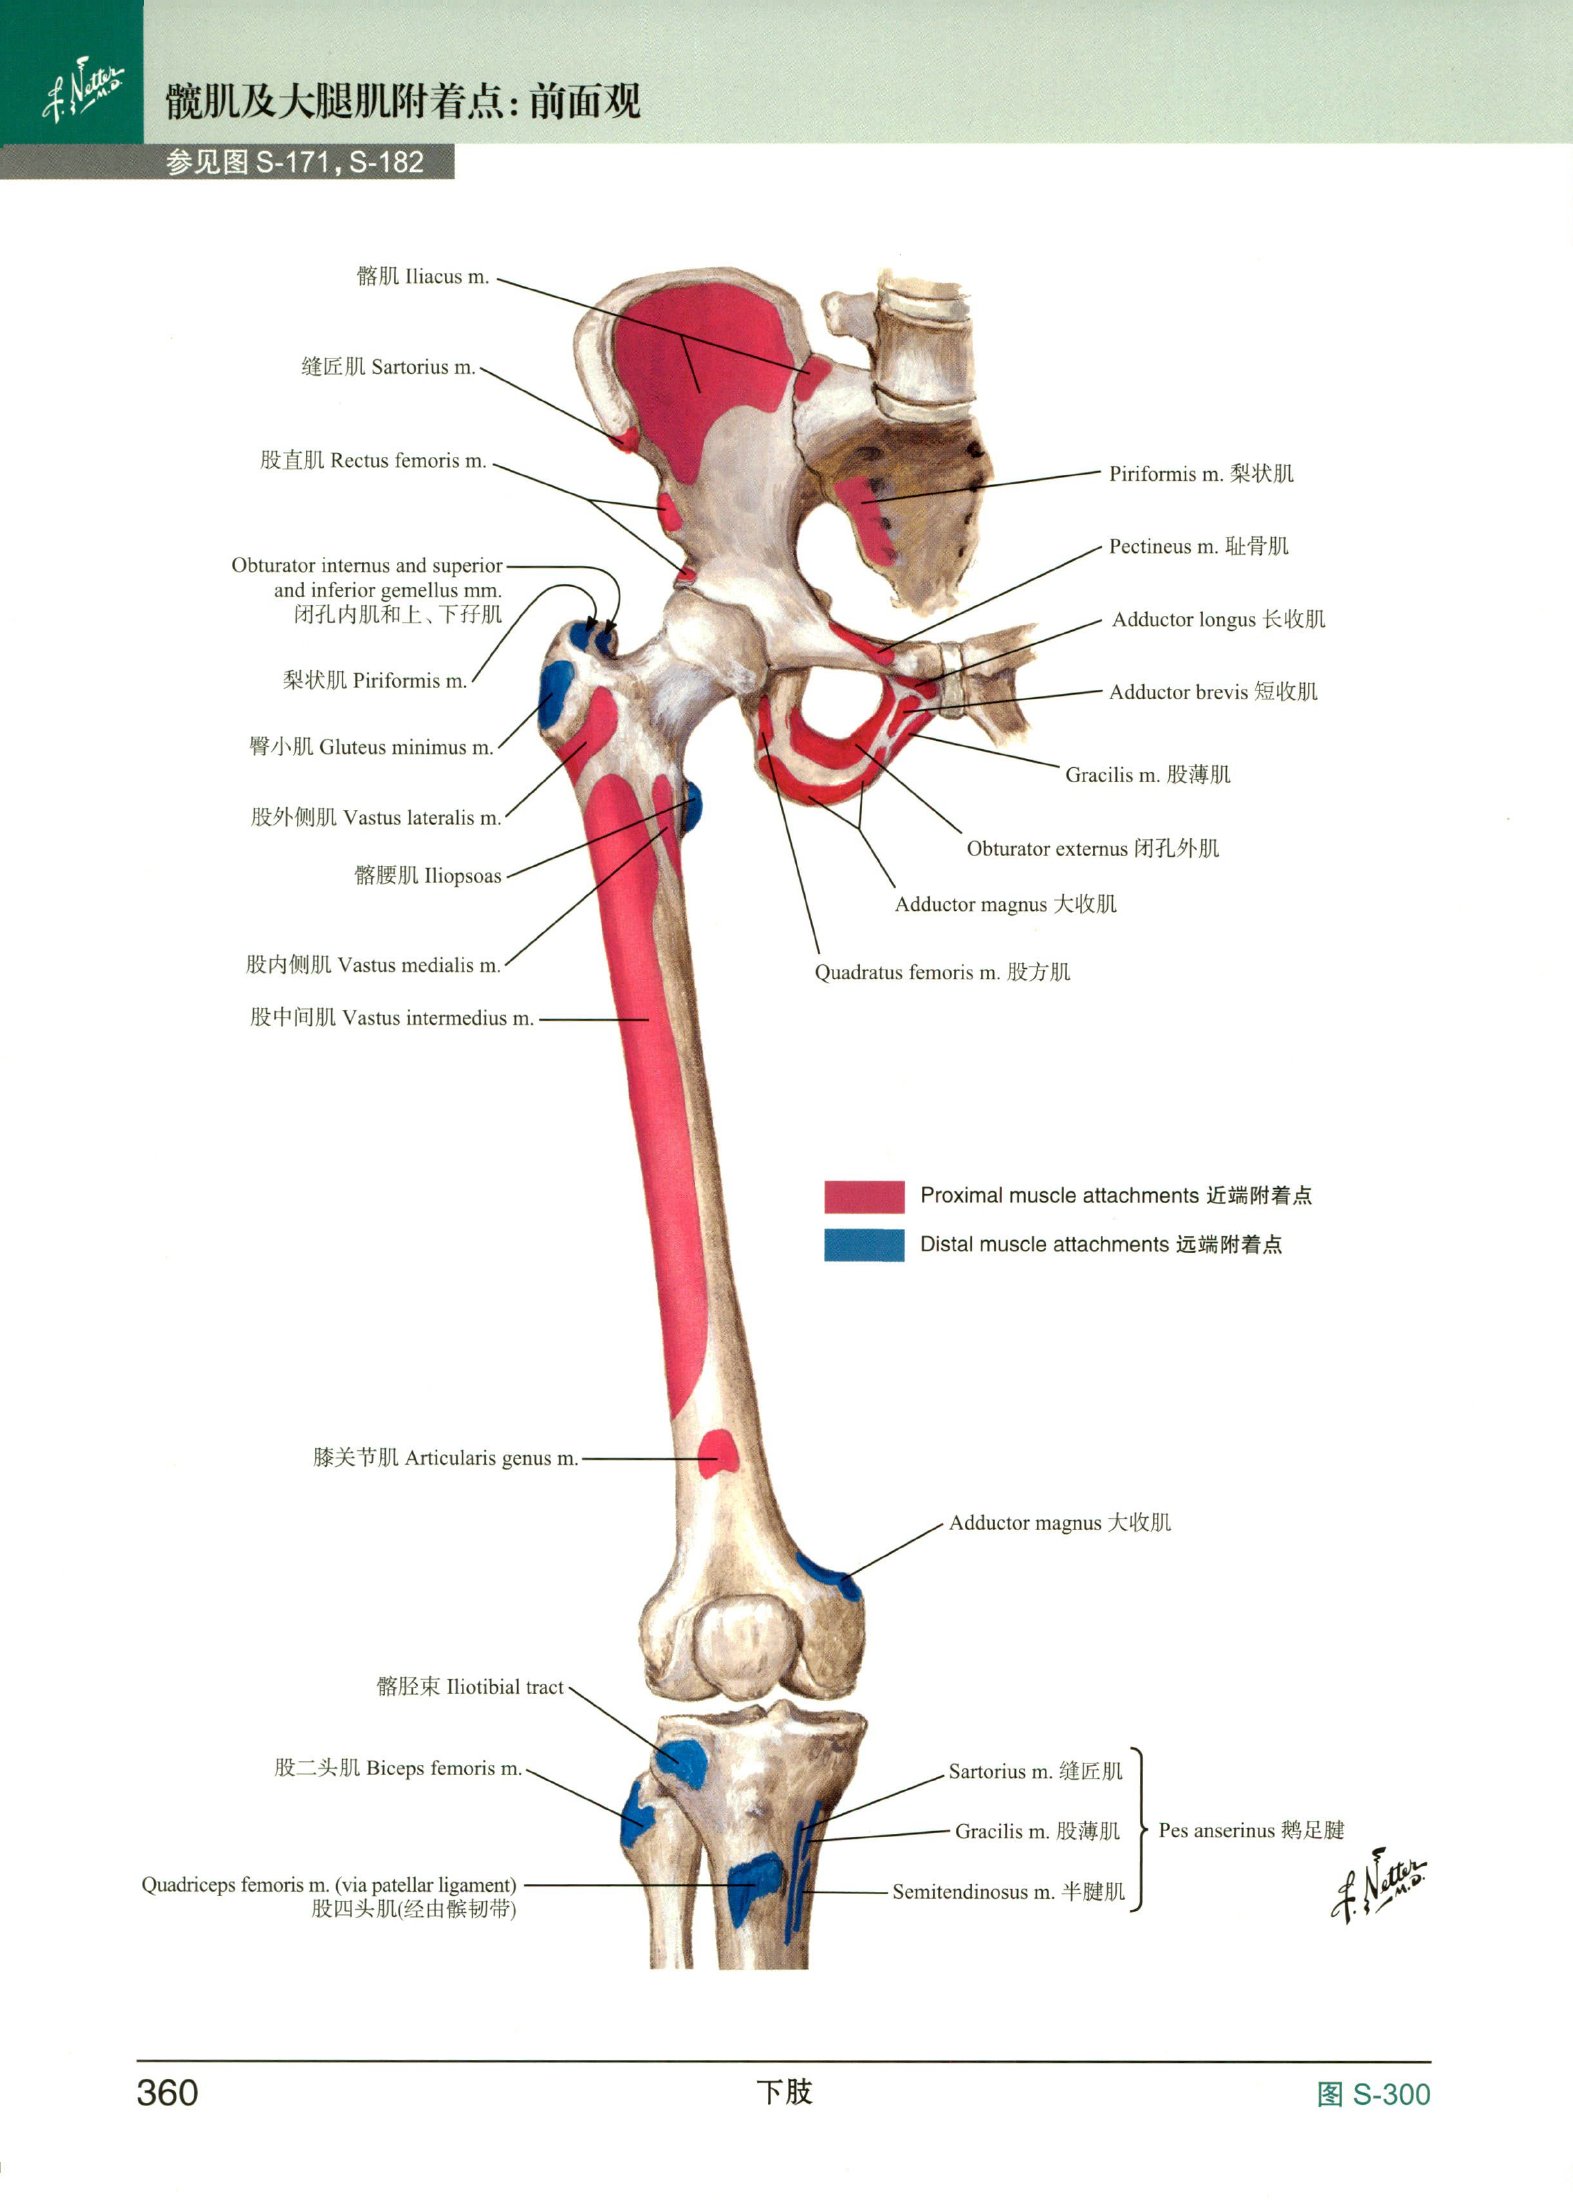 F. Netter M.D.
髋肌及大腿肌附着点：前面观
参见图 S-171, S-182
髂肌 Iliacus m.
缝匠肌 Sartorius m.
股直肌 Rectus femoris m.
Obturator internus and superior
and inferior gemellus mm.
闭孔内肌和上、下孖肌
梨状肌 Piriformis m.
臀小肌 Gluteus minimus m.
股外侧肌 Vastus lateralis m.
髂腰肌 Iliopsoas
股内侧肌 Vastus medialis m.
股中间肌 Vastus intermedius m.
Piriformis m. 梨状肌
Pectineus m. 耻骨肌
Adductor longus 长收肌
Adductor brevis 短收肌
Gracilis m. 股薄肌
Obturator externus 闭孔外肌
Adductor magnus 大收肌
Quadratus femoris m. 股方肌
Proximal muscle attachments 近端附着点
Distal muscle attachments 远端附着点
膝关节肌 Articularis genus m.
Adductor magnus 大收肌
髂胫束 Iliotibial tract
股二头肌 Biceps femoris m.
Quadriceps femoris m. (via patellar ligament)
股四头肌(经由髌韧带)
Sartorius m. 缝匠肌
Gracilis m. 股薄肌
Semitendinosus m. 半腱肌
Pes anserinus 鹅足腱
F. Netter M.D.
360
下肢
图 S-300